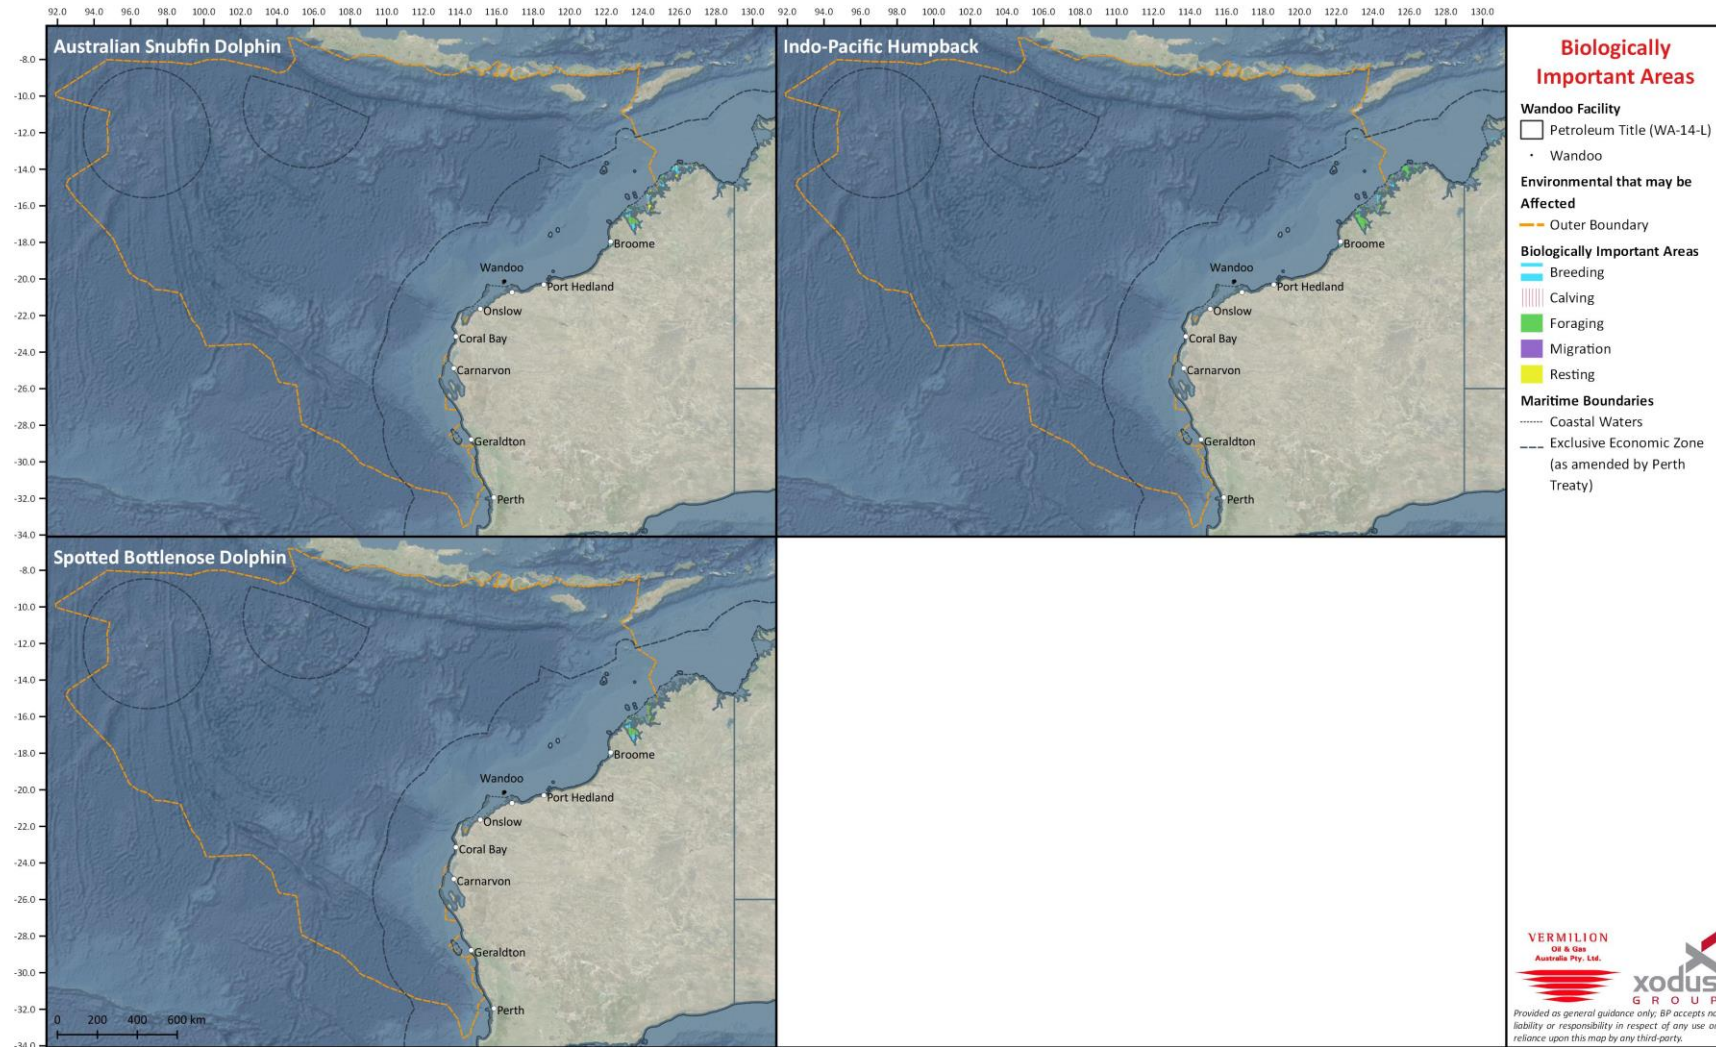 92.0 94.0 96.0 98.0 100.0 102.0 104.0 106.0 108.0 110.0 112.0 114.0 116.0 118.0 120.0 122.0 124.0 126.0 128.0 130.0
92.0 94.0 96.0 98.0 100.0 102.0 104.0 106.0 108.0 110.0 112.0 114.0 116.0 118.0 120.0 122.0 124.0 126.0 128.0 130.0
Australian Snubfin Dolphin
-8.0
-10.0
-12.0
-14.0
-16.0
-18.0
-20.0
-22.0
-24.0
-26.0
-28.0
-30.0
-32.0
-34.0
Broome
Wandoo
Port Hedland
Onslow
Coral Bay
Carnarvon
Geraldton
Perth
Indo-Pacific Humpback
Broome
Wandoo
Port Hedland
Onslow
Coral Bay
Carnarvon
Geraldton
Perth
Spotted Bottlenose Dolphin
-8.0
-10.0
-12.0
-14.0
-16.0
-18.0
-20.0
-22.0
-24.0
-26.0
-28.0
-30.0
-32.0
-34.0
Broome
Wandoo
Port Hedland
Onslow
Coral Bay
Carnarvon
Geraldton
Perth
0 200 400 600 km
Biologically
Important Areas
Wandoo Facility
Petroleum Title (WA-14-L)
Wandoo
Environmental that may be
Affected
Outer Boundary
Biologically Important Areas
Breeding
Calving
Foraging
Migration
Resting
Maritime Boundaries
Coastal Waters
Exclusive Economic Zone
(as amended by Perth
Treaty)
VERMILION
Oil & Gas
Australia Pty. Ltd.
xodus
GROUP
Provided as general guidance only; BP accepts no
liability or responsibility in respect of any use or
reliance upon this map by any third-party.